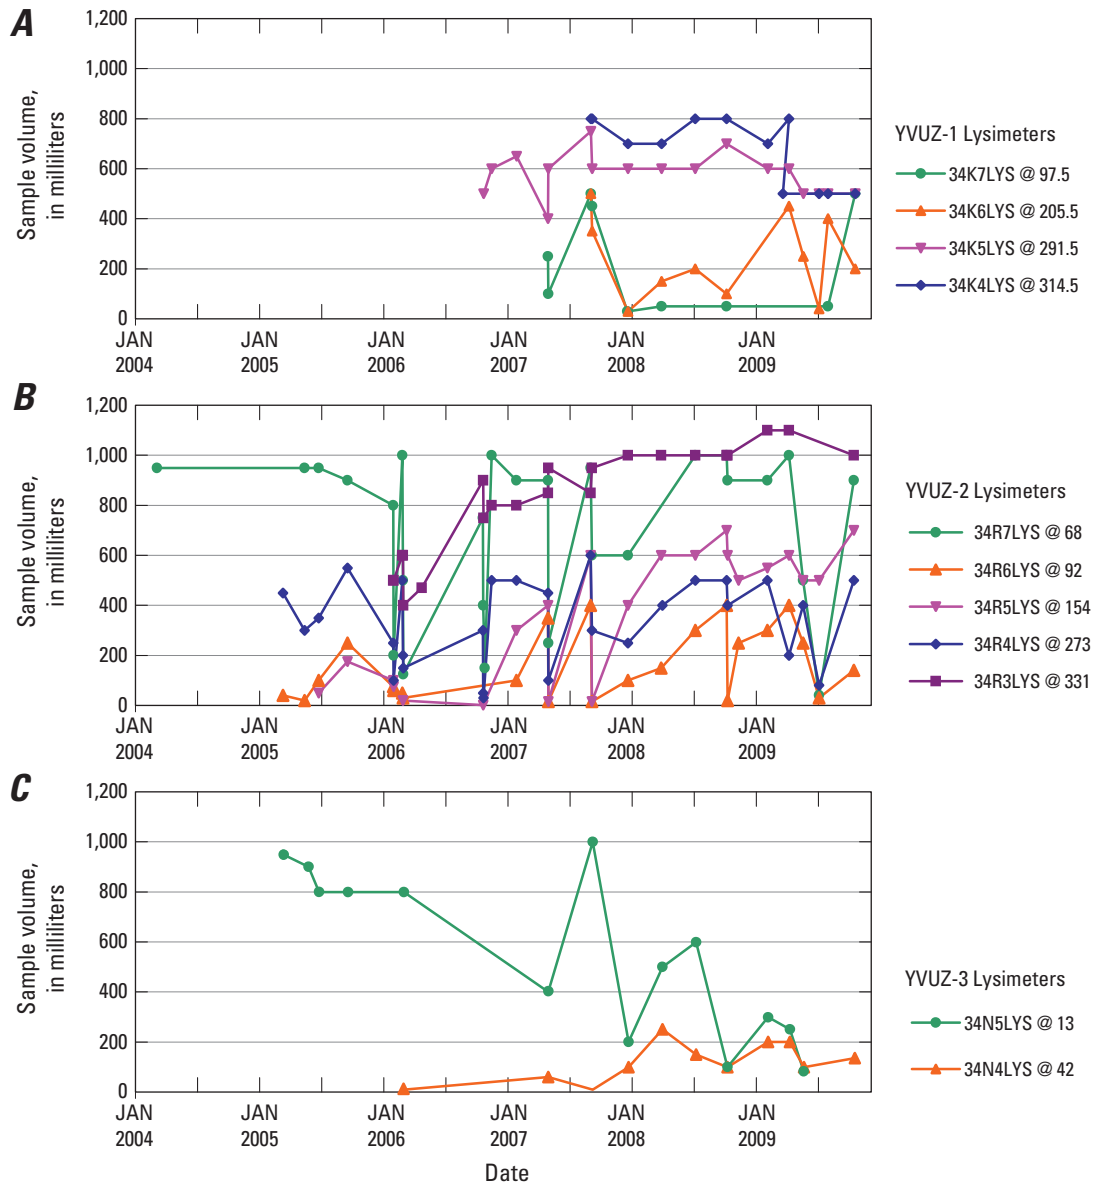 A
1,200
1,000
800
600
400
200
0
Sample volume,
in milliliters
JAN
2004
JAN
2005
JAN
2006
JAN
2007
JAN
2008
JAN
2009
YVUZ-1 Lysimeters
34K7LYS @ 97.5
34K6LYS @ 205.5
34K5LYS @ 291.5
34K4LYS @ 314.5
B
1,200
1,000
800
600
400
200
0
Sample volume,
in milliliters
JAN
2004
JAN
2005
JAN
2006
JAN
2007
JAN
2008
JAN
2009
YVUZ-2 Lysimeters
34R7LYS @ 68
34R6LYS @ 92
34R5LYS @ 154
34R4LYS @ 273
34R3LYS @ 331
C
1,200
1,000
800
600
400
200
0
Sample volume,
in milliliters
JAN
2004
JAN
2005
JAN
2006
JAN
2007
JAN
2008
JAN
2009
Date
YVUZ-3 Lysimeters
34N5LYS @ 13
34N4LYS @ 42